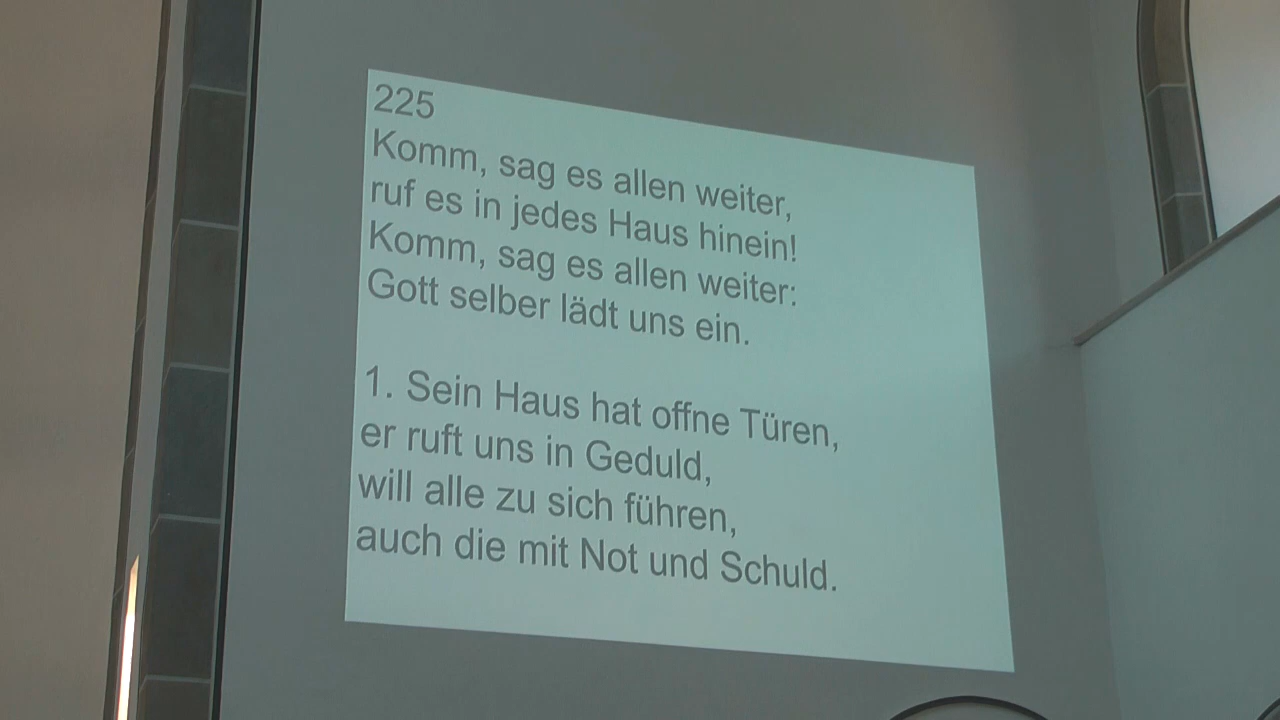 225
Komm, sag es allen weiter,
ruf es in jedes Haus hinein!
Komm, sag es allen weiter:
Gott selber lädt uns ein.
1. Sein Haus hat offne Türen,
er ruft uns in Geduld,
will alle zu sich führen,
auch die mit Not und Schuld.